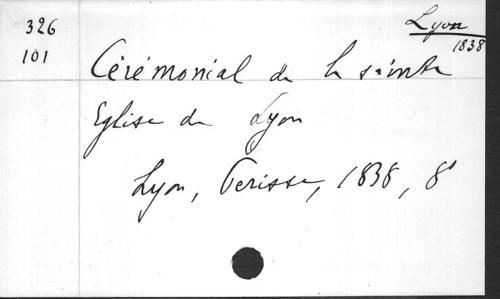 326
101
Lyon
1838
Cérémonial de la sainte
Eglise de Lyon
Lyon, Perisse, 1838, 8°